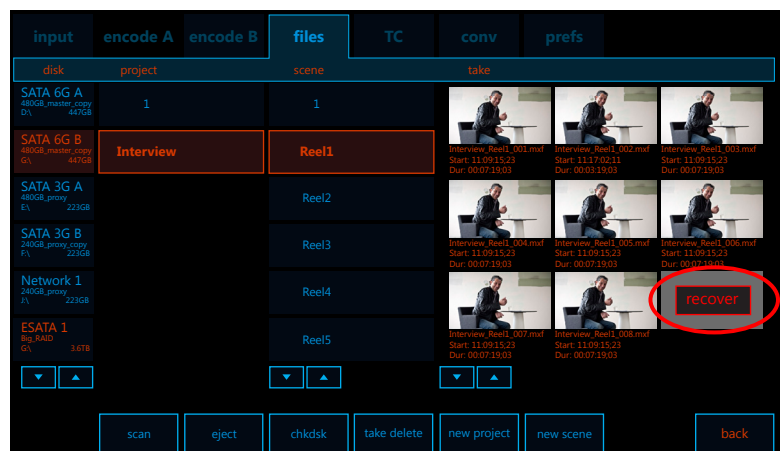 input encode A encode B files TC conv prefs
disk project scene take
SATA 6G A
480GB_master_copy
D:\ 447GB
1
1
SATA 6G B
480GB_master_copy
G:\ 447GB
Interview
Reel1
Interview_Reel1_001.mxf
Start: 11:09:15;23
Dur: 00:07:19;03
Interview_Reel1_002.mxf
Start: 11:17:02;11
Dur: 00:03:19;03
Interview_Reel1_003.mxf
Start: 11:09:15;23
Dur: 00:07:19;03
SATA 3G A
480GB_proxy
E:\ 223GB
Reel2
SATA 3G B
240GB_proxy_copy
F:\ 223GB
Reel3
Interview_Reel1_004.mxf
Start: 11:09:15;23
Dur: 00:07:19;03
Interview_Reel1_005.mxf
Start: 11:09:15;23
Dur: 00:07:19;03
Interview_Reel1_006.mxf
Start: 11:09:15;23
Dur: 00:07:19;03
Network 1
240GB_proxy
J:\ 223GB
Reel4
recover
ESATA 1
Big_RAID
G:\ 3.6TB
Reel5
Interview_Reel1_007.mxf
Start: 11:09:15;23
Dur: 00:07:19;03
Interview_Reel1_008.mxf
Start: 11:09:15;23
Dur: 00:07:19;03
scan eject chkdsk take delete new project new scene back